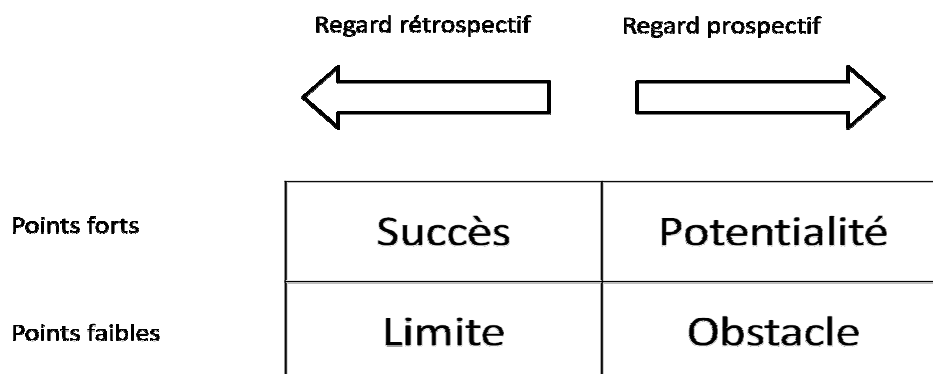 Regard rétrospectif Regard prospectif
Points forts Succès Potentialité
Points faibles Limite Obstacle